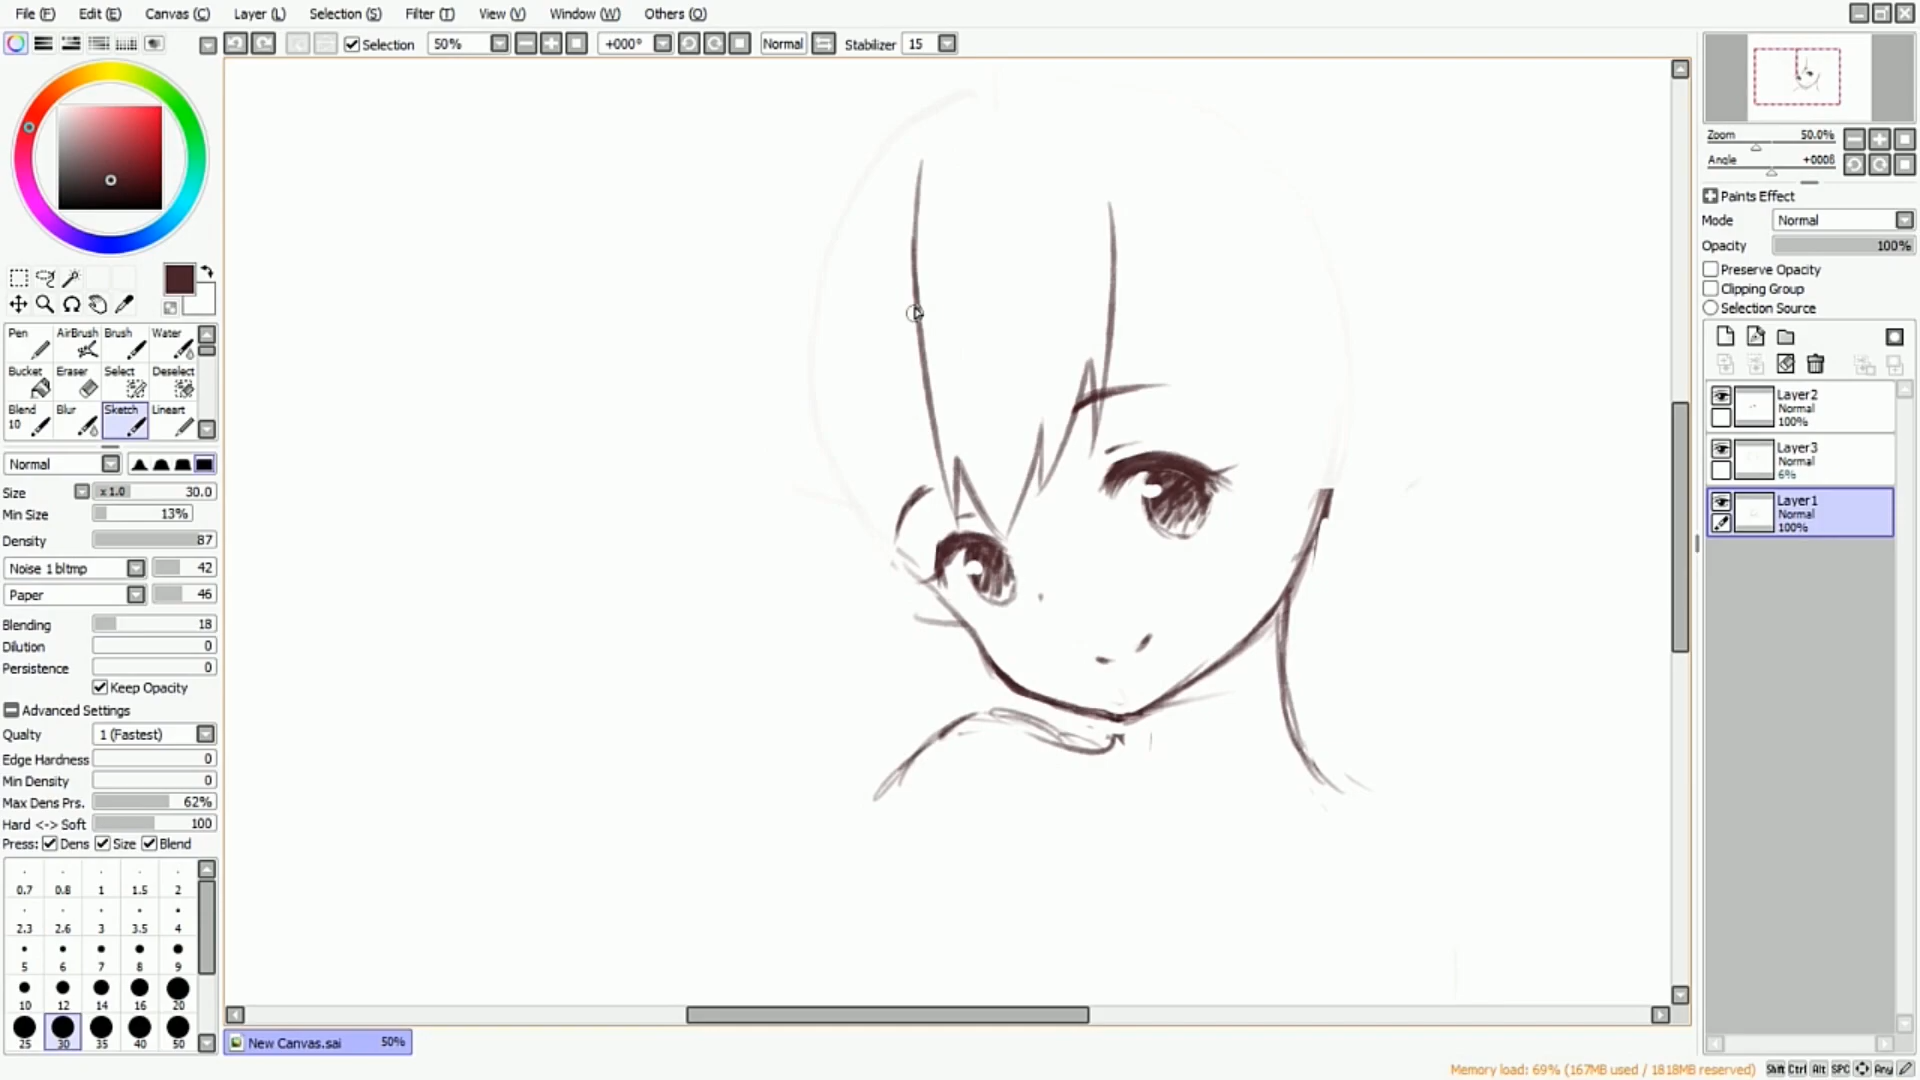 File (F) Edit (E) Canvas (C) Layer (L) Selection (S) Filter (T) View (V) Window (W) Others (O)
Selection 50% +000° Normal Stabilizer 15
Zoom 50.0%
Angle +000ß
Paints Effect
Mode Normal
Opacity 100%
Preserve Opacity
Clipping Group
Selection Source
Pen AirBrush Brush Water
Bucket Eraser Select Deselect
Blend Blur Sketch Lineart
10
Layer2
Normal
100%
Layer3
Normal
6%
Layer1
Normal
100%
Normal
Size x 1.0 30.0
Min Size 13%
Density 87
Noise 1 bltmp 42
Paper 46
Blending 18
Dilution 0
Persistence 0
Keep Opacity
Advanced Settings
Qualty 1 (Fastest)
Edge Hardness 0
Min Density 0
Max Dens Prs. 62%
Hard <-> Soft 100
Press: Dens Size Blend
0.7 0.8 1 1.5 2
2.3 2.6 3 3.5 4
5 6 7 8 9
10 12 14 16 20
25 30 35 40 50
New Canvas.sai 50%
Memory load: 69% (167MB used / 1818MB reserved) Shift Ctrl Alt SPC Any